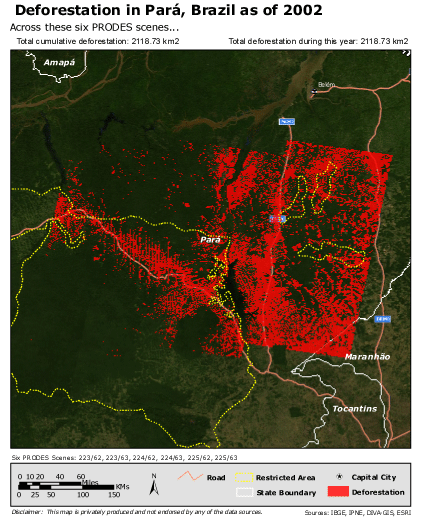 Deforestation in Pará, Brazil as of 2002
Across these six PRODES scenes...
Total cumulative deforestation: 2118.73 km2 Total deforestation during this year: 2118.73 km2
Amapá
Belém
Pará
Maranhão
Tocantins
Six PRODES Scenes: 223/62, 223/63, 224/62, 224/63, 225/62, 225/63
0 10 20 40 60
Miles
KMs
0 25 50 100 150
N
Road
Restricted Area
State Boundary
Capital City
Deforestation
Disclaimer: This map is privately produced and not endorsed by any of the data sources.
Sources: IBGE, IPNE, DIVA-GIS, ESRI